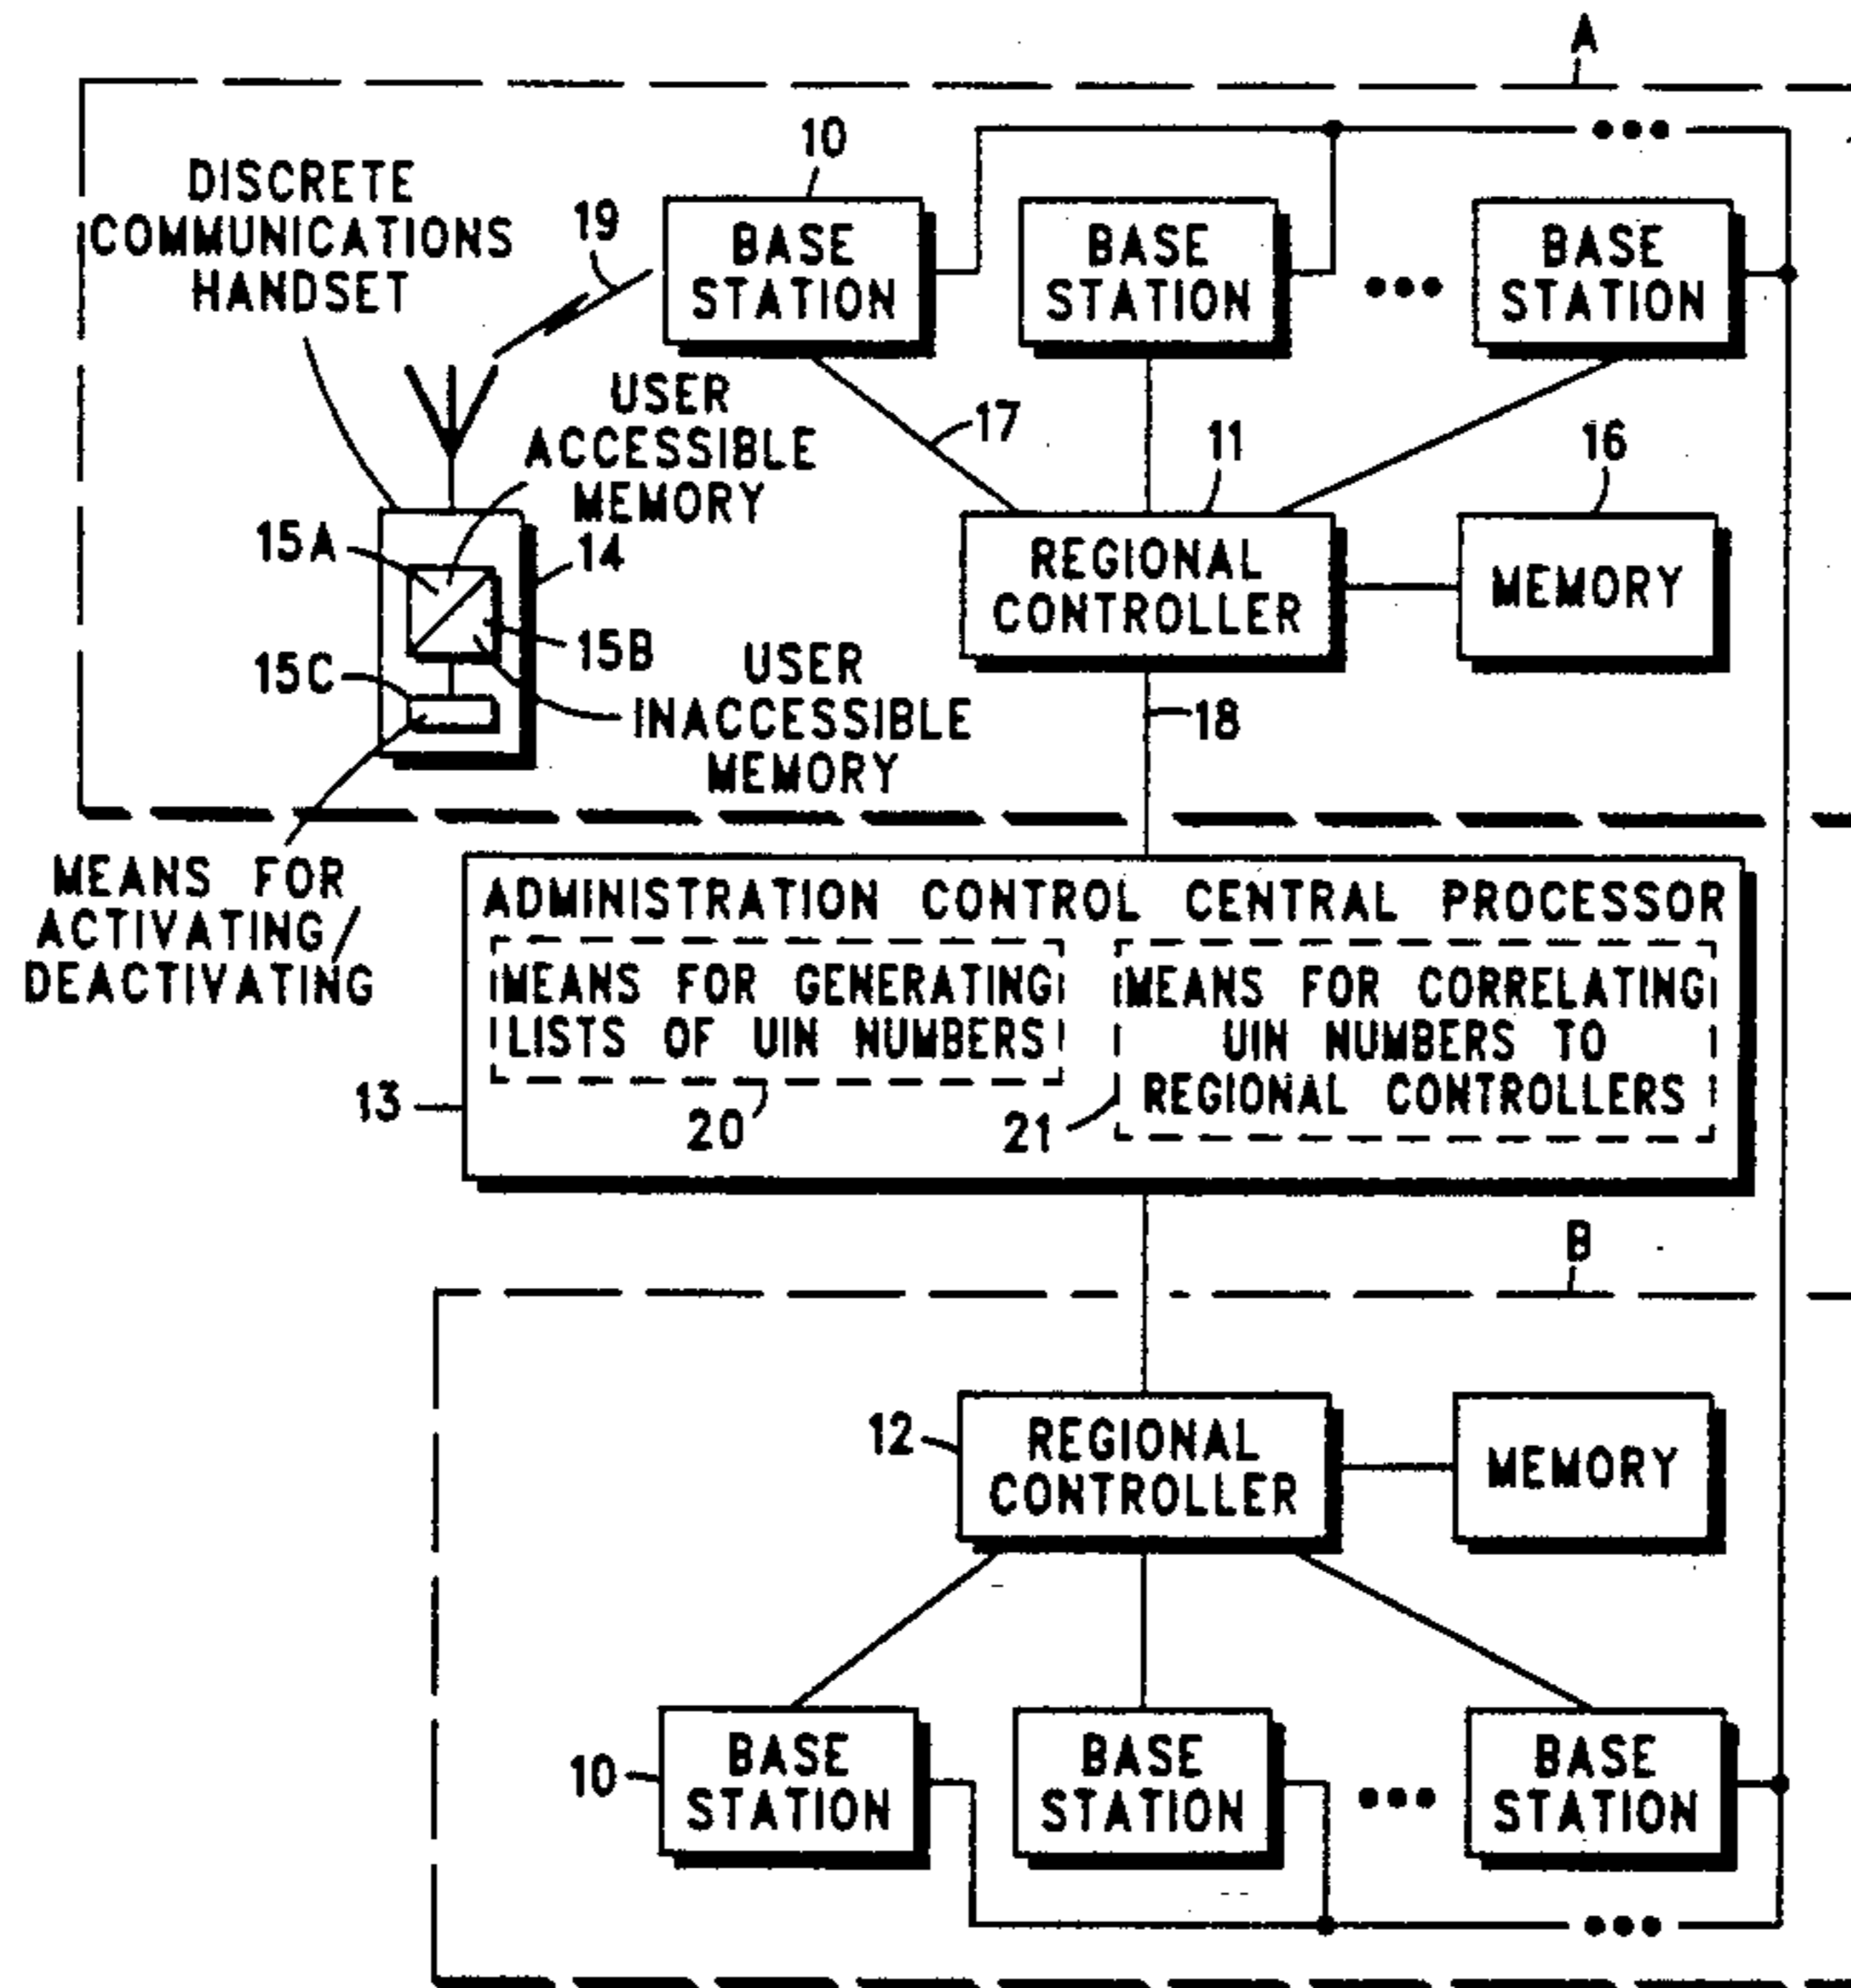 A
10
DISCRETE
COMMUNICATIONS
HANDSET
19
BASE
STATION
BASE
STATION
BASE
STATION
USER
ACCESSIBLE
MEMORY
17
11
16
15A
14
REGIONAL
CONTROLLER
MEMORY
15B
15C
USER
INACCESSIBLE
MEMORY
18
MEANS FOR
ACTIVATING/
DEACTIVATING
ADMINISTRATION CONTROL CENTRAL PROCESSOR
MEANS FOR GENERATING
LISTS OF UIN NUMBERS
MEANS FOR CORRELATING
UIN NUMBERS TO
REGIONAL CONTROLLERS
13
20
21
B
12
REGIONAL
CONTROLLER
MEMORY
10
BASE
STATION
BASE
STATION
BASE
STATION